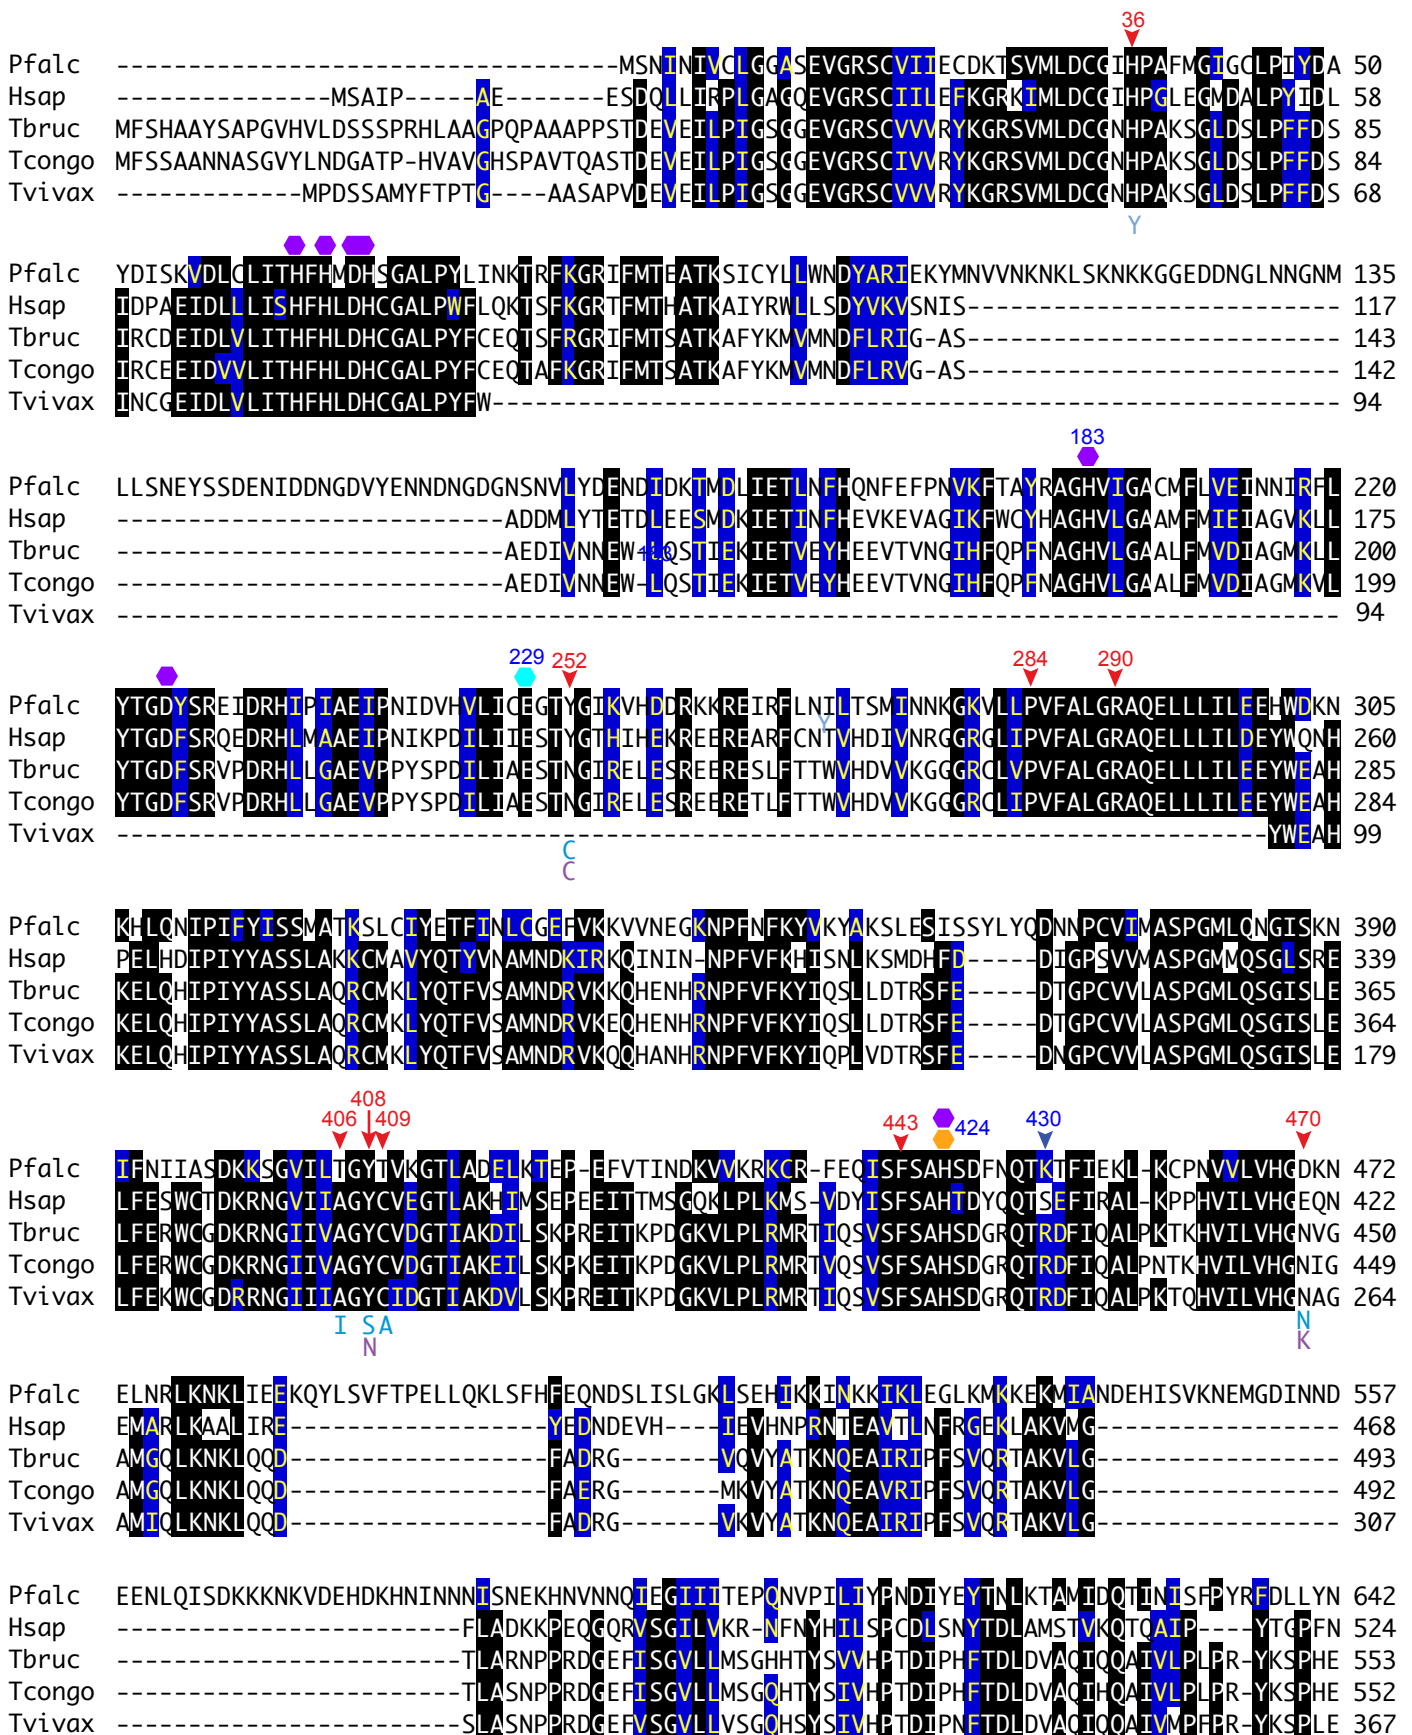 36
Pfalc -----------------------------------MSNINIVCLGGASEVGRSCVIIECDKTSVMLDCGIHPAFMGIGCLPIYDA 50
Hsap ---------------MSAIP-----AE-------ESDQLLIRPLGAGQEVGRSCIILEFKGRKIMLDCGIHPGLEGMDALPYIDL 58
Tbruc MFSHAAYSAPGVHVLDSSSPRHLAAGPQPAAAPPSTDEVEILPIGSGGEVGRSCVVVRYKGRSVMLDCGNHPAKSGLDSLPFFDS 85
Tcongo MFSSAANNASGVYLNDGATP-HVAVGHSPAVTQASTDEVEILPIGSGGEVGRSCIVVRYKGRSVMLDCGNHPAKSGLDSLPFFDS 84
Tvivax -------------MPDSSAMYFTPTG----AASAPVDEVEILPIGSGGEVGRSCVVVRYKGRSVMLDCGNHPAKSGLDSLPFFDS 68
Y
Pfalc YDISKVDLCLITHFHMDHSGALPYLINKTRFKGRIFMTEATKSICYLLWNDYARIEKYMNVVNKNKLSKNKKGGEDDNGLNNGNM 135
Hsap IDPAEIDLLLISHFHLDHCGALPWFLQKTSFKGRTFMTHATKAIYRWLLSDYVKVSNIS-------------------------- 117
Tbruc IRCDEIDLVLITHFHLDHCGALPYFCEQTSFRGRIFMTSATKAFYKMVMNDFLRIG-AS-------------------------- 143
Tcongo IRCEEIDVVLITHFHLDHCGALPYFCEQTAFKGRIFMTSATKAFYKMVMNDFLRVG-AS-------------------------- 142
Tvivax INCGEIDLVLITHFHLDHCGALPYFW----------------------------------------------------------- 94
183
Pfalc LLSNEYSSDENIDDNGDVYENNDNGDGNSNVLYDENDIDKTMDLIETLNFHQNFEFPNVKFTAYRAGHVIGACMFLVEINNIRFL 220
Hsap ---------------------------ADDMLYTETDLEESMDKIETINFHEVKEVAGIKFWCYHAGHVLGAAMFMIEIAGVKLL 175
Tbruc ---------------------------AEDIVNNEW-LQSTIEKIETVEYHEEVTVNGIHFQPFNAGHVLGAALFMVDIAGMKLL 200
Tcongo ---------------------------AEDIVNNEW-LQSTIEKIETVEYHEEVTVNGIHFQPFNAGHVLGAALFMVDIAGMKVL 199
Tvivax ------------------------------------------------------------------------------------- 94
229 252 284 290
Pfalc YTGDYSREIDRHIPIAEIPNIDVHVLICEGTYGIKVHDDRKKREIRFLNILTSMINNKGKVLLPVFALGRAQELLLILEEHWDKN 305
Y
Hsap YTGDFSRQEDRHLMAAEIPNIKPDILIIESTYGTHIHEKREEREARFCNTVHDIVNRGGRGLIPVFALGRAQELLLILDEYWQNH 260
Tbruc YTGDFSRVPDRHLLGAEVPPYSPDILIAESTNGIRELESREERESLFTTWVHDVVKGGGRCLVPVFALGRAQELLLILEEYWEAH 285
Tcongo YTGDFSRVPDRHLLGAEVPPYSPDILIAESTNGIRELESREERETLFTTWVHDVVKGGGRCLIPVFALGRAQELLLILEEYWEAH 284
Tvivax --------------------------------------------------------------------------------YWEAH 99
C
C
Pfalc KHLQNIPIFYISSMATKSLCIYETFINLCGEFVKKVVNEGKNPFNFKYVKYAKSLESISSYLYQDNNPCVIMASPGMLQNGISKN 390
Hsap PELHDIPIYYASSLAKKCMAVYQTYVNAMNDKIRKQININ-NPFVFKHISNLKSMDHFD-----DIGPSVVMASPGMMQSGLSRE 339
Tbruc KELQHIPIYYASSLAQRCMKLYQTFVSAMNDRVKKQHENHRNPFVFKYIQSLLDTRSFE-----DTGPCVVLASPGMLQSGISLE 365
Tcongo KELQHIPIYYASSLAQRCMKLYQTFVSAMNDRVKEQHENHRNPFVFKYIQSLLDTRSFE-----DTGPCVVLASPGMLQSGISLE 364
Tvivax KELQHIPIYYASSLAQRCMKLYQTFVSAMNDRVKQQHANHRNPFVFKYIQPLVDTRSFE-----DNGPCVVLASPGMLQSGISLE 179
406 408 409 443 424 430 470
Pfalc IFNIIASDKKSGVILTGYTVKGTLADELKTEP-EFVTINDKVVKRKCR-FEQISFSAHSDFNQTKTFIEKL-KCPNVVLVHGDKN 472
Hsap LFESWCTDKRNGVIIAGYCVEGTLAKHIMSEPEEITTMSGQKLPLKMS-VDYISFSAHTDYQQTSEFIRAL-KPPHVILVHGEQN 422
Tbruc LFERWCGDKRNGIIVAGYCVDGTIAKDILSKPREITKPDGKVLPLRMRTIQSVSFSAHSDGRQTRDFIQALPKTKHVILVHGNVG 450
Tcongo LFERWCGDKRNGIIVAGYCVDGTIAKEILSKPKEITKPDGKVLPLRMRTVQSVSFSAHSDGRQTRDFIQALPNTKHVILVHGNIG 449
Tvivax LFEKWCGDRRNGIIIAGYCIDGTIAKDVLSKPREITKPDGKVLPLRMRTIQSVSFSAHSDGRQTRDFIQALPKTQHVILVHGNAG 264
I S A N
N K
Pfalc ELNRLKNKLIEEKQYLSVFTPELLQKLSFHFEQNDSLISLGKLSEHIKKINKKIKLEGLKMKKEKMIANDEHISVKNEMGDINND 557
Hsap EMARLKAALIRE------------------YEDNDEVH----IEVHNPRNTEAVTLNFRGEKLAKVMG----------------- 468
Tbruc AMGQLKNKLQQD------------------FADRG-------VQVYATKNQEAIRIPFSVQRTAKVLG----------------- 493
Tcongo AMGQLKNKLQQD------------------FAERG-------MKVYATKNQEAVRIPFSVQRTAKVLG----------------- 492
Tvivax AMIQLKNKLQQD------------------FADRG-------VKVYATKNQEAIRIPFSVQRTAKVLG----------------- 307
Pfalc EENLQISDKKKNKVDEHDKHNINNNISNEKHNVNNQIEGIIITEPQNVPILIYPNDIYEYTNLKTAMIDQTINISFPYRFDLLYN 642
Hsap ------------------------FLADKKPEQGQRVSGILVKR-NFNYHILSPCDLSNYTDLAMSTVKQTQAIP----YTGPFN 524
Tbruc ------------------------TLARNPPRDGEFISGVLLMSGHHTYSVVHPTDIPHFTDLDVAQIQQAIVLPLPR-YKSPHE 553
Tcongo ------------------------TLASNPPRDGEFISGVLLMSGQHTYSIVHPTDIPHFTDLDVAQIHQAIVLPLPR-YKSPHE 552
Tvivax ------------------------SLASNPPRDGEFVSGVLLVSGQHSYSIVHPTDIPNFTDLDVAQIQQAIVMPFPR-YKSPLE 367